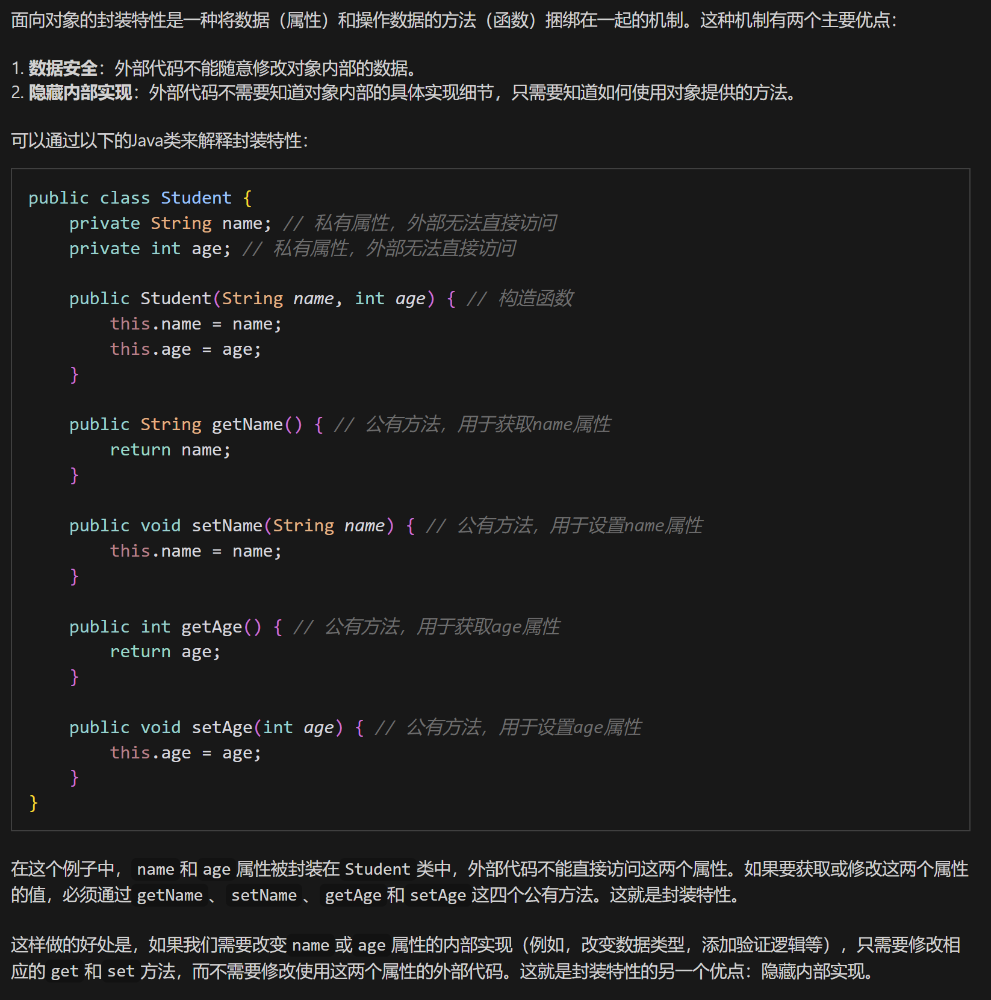 面向对象的封装特性是一种将数据（属性）和操作数据的方法（函数）捆绑在一起的机制。这种机制有两个主要优点：
1. 数据安全：外部代码不能随意修改对象内部的数据。
2. 隐藏内部实现：外部代码不需要知道对象内部的具体实现细节，只需要知道如何使用对象提供的方法。
可以通过以下的Java类来解释封装特性：
public class Student {
    private String name; // 私有属性，外部无法直接访问
    private int age; // 私有属性，外部无法直接访问
    public Student(String name, int age) { // 构造函数
        this.name = name;
        this.age = age;
    }
    public String getName() { // 公有方法，用于获取name属性
        return name;
    }
    public void setName(String name) { // 公有方法，用于设置name属性
        this.name = name;
    }
    public int getAge() { // 公有方法，用于获取age属性
        return age;
    }
    public void setAge(int age) { // 公有方法，用于设置age属性
        this.age = age;
    }
}
在这个例子中，name 和 age 属性被封装在 Student 类中，外部代码不能直接访问这两个属性。如果要获取或修改这两个属性
的值，必须通过 getName 、 setName 、 getAge 和 setAge 这四个公有方法。这就是封装特性。
这样做的好处是，如果我们需要改变 name 或 age 属性的内部实现（例如，改变数据类型，添加验证逻辑等），只需要修改相
应的 get 和 set 方法，而不需要修改使用这两个属性的外部代码。这就是封装特性的另一个优点：隐藏内部实现。